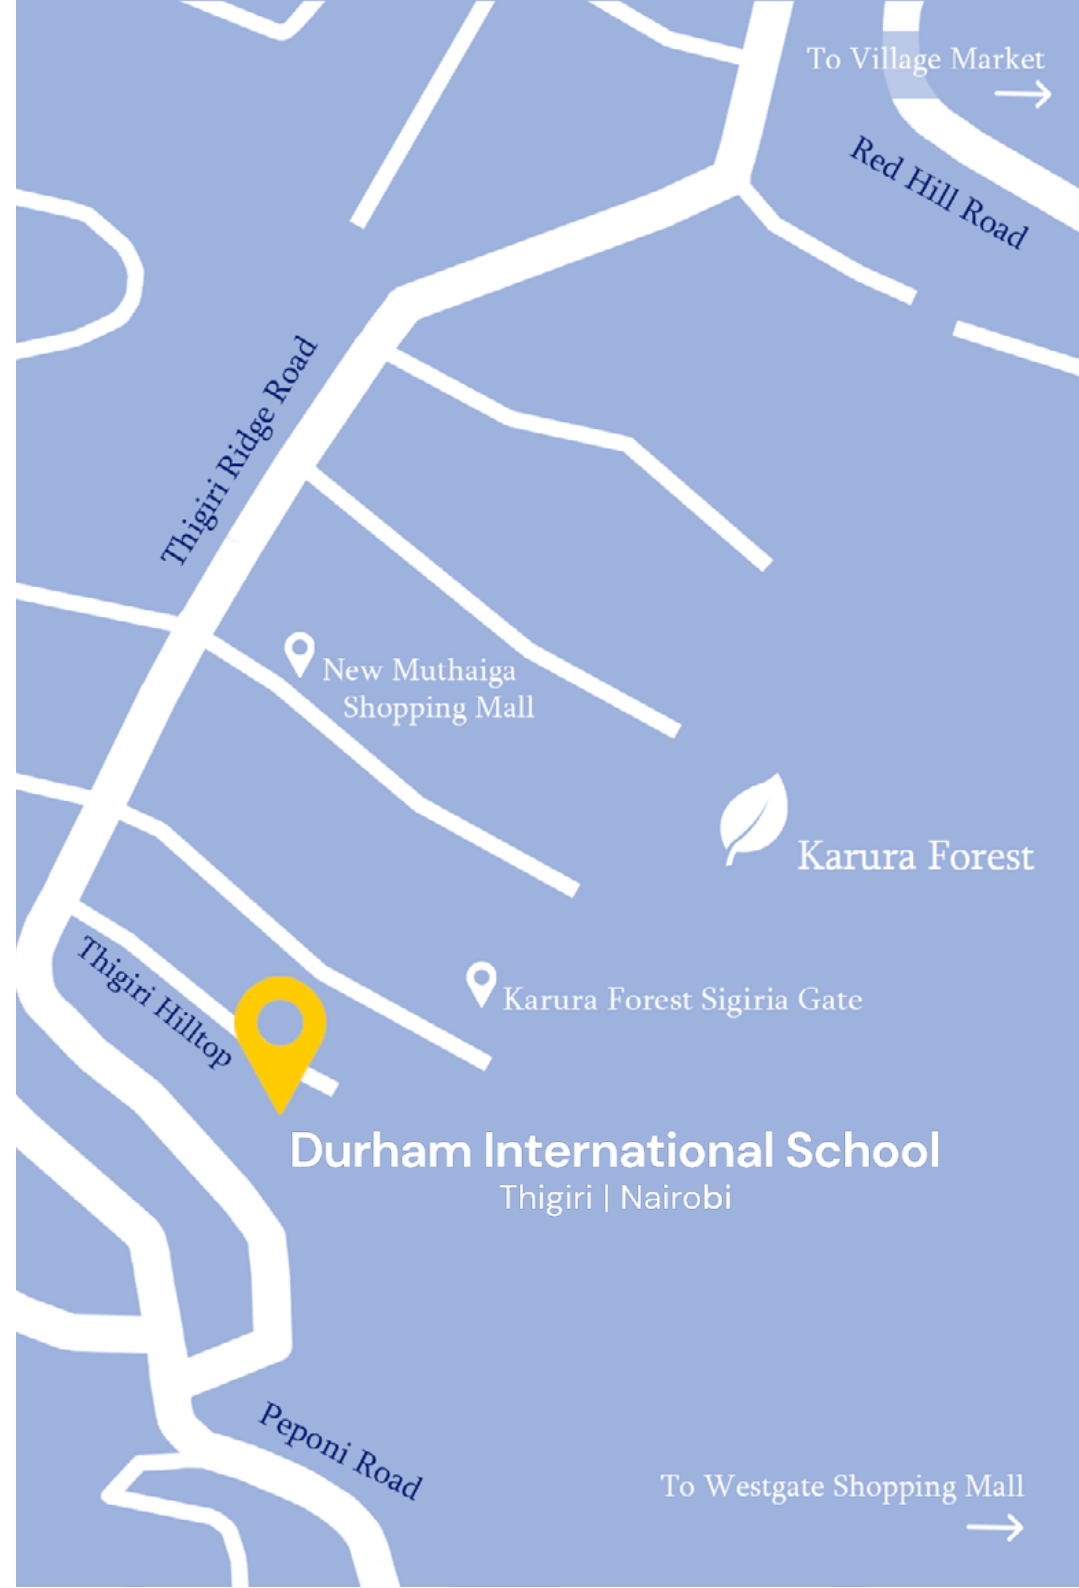 To Village Market
Red Hill Road
Thigiri Ridge Road
New Muthaiga
Shopping Mall
Karura Forest
Thigiri Hilltop
Karura Forest Sigiria Gate
Durham International School
Thigiri | Nairobi
Peponi Road
To Westgate Shopping Mall